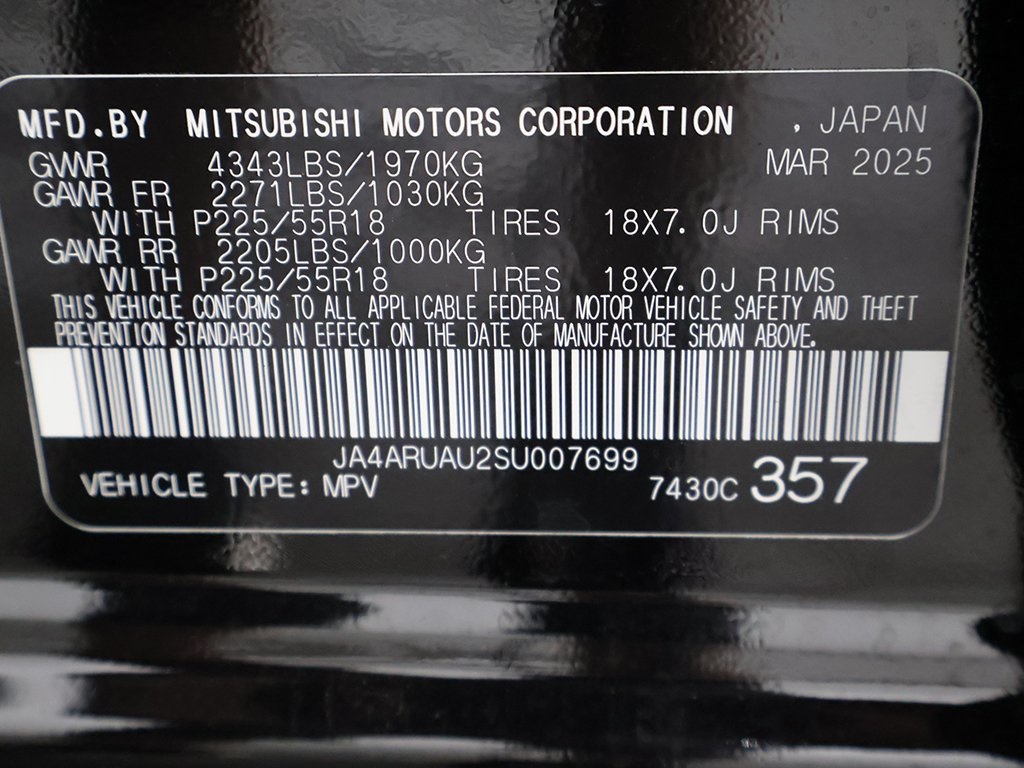 MFD.BY MITSUBISHI MOTORS CORPORATION , JAPAN
GVWR 4343LBS/1970KG MAR 2025
GAWR FR 2271LBS/1030KG
WITH P225/55R18 TIRES 18X7.0J RIMS
GAWR RR 2205LBS/1000KG
WITH P225/55R18 TIRES 18X7.0J RIMS
THIS VEHICLE CONFORMS TO ALL APPLICABLE FEDERAL MOTOR VEHICLE SAFETY AND THEFT
PREVENTION STANDARDS IN EFFECT ON THE DATE OF MANUFACTURE SHOWN ABOVE.
JA4ARUAU2SU007699
VEHICLE TYPE: MPV 7430C 357